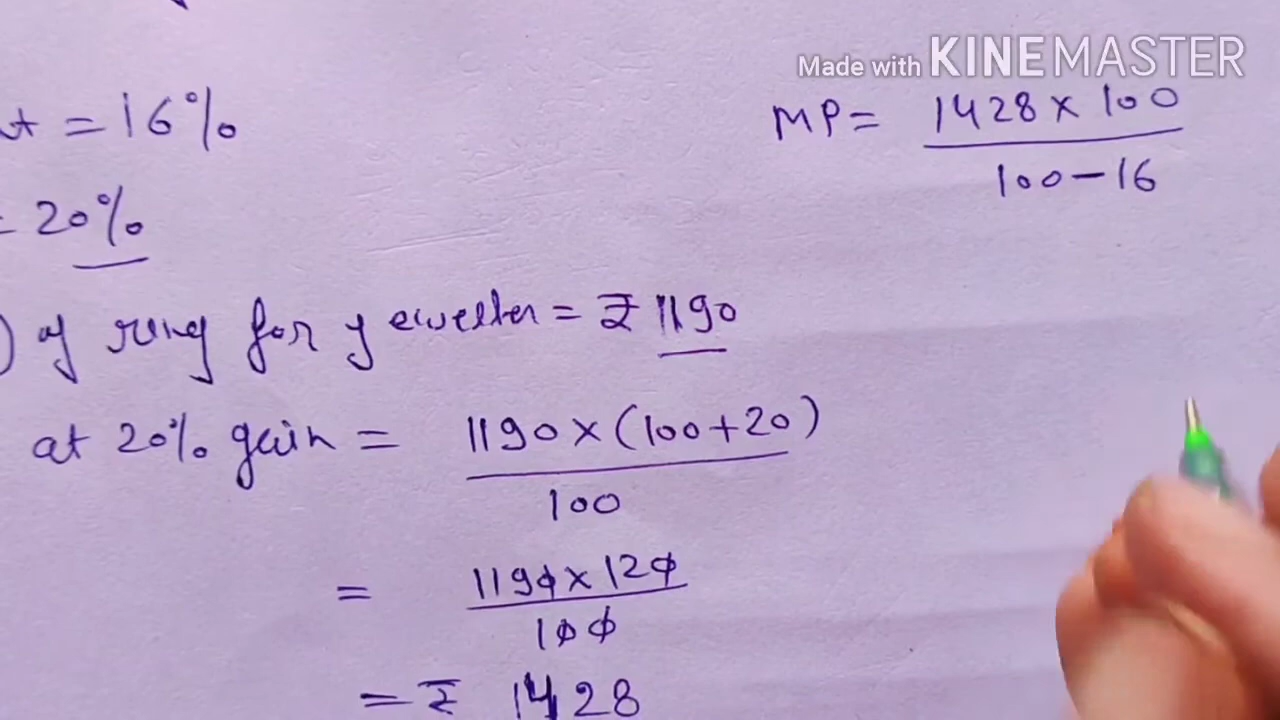 Made with KINEMASTER
= 16%
= 20%
) of ring for jeweller = ₹ 1190
at 20% gain = 1190 × (100 + 20)
100
= 1190 × 120
100
= ₹ 1428
MP = 1428 × 100
100 - 16